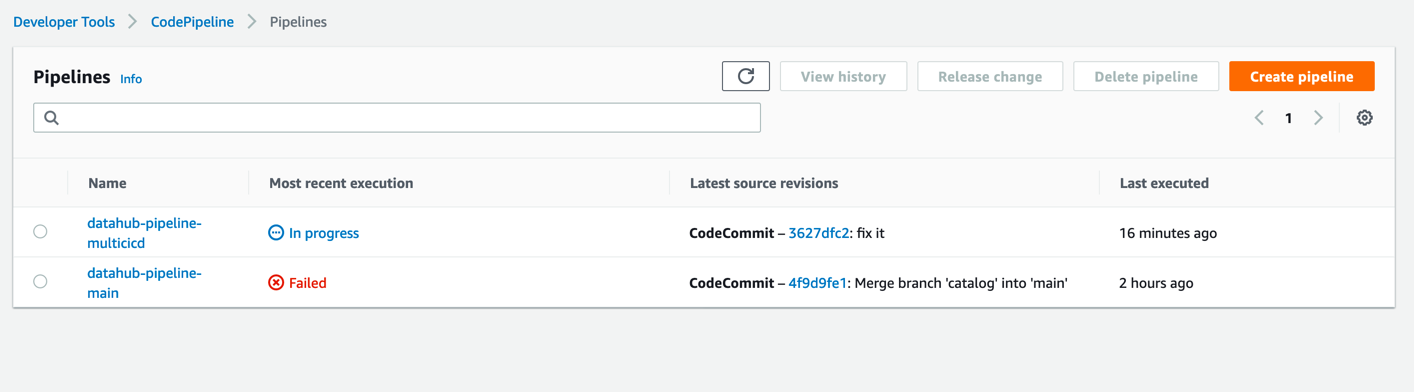 Developer Tools > CodePipeline > Pipelines
Pipelines Info
View history Release change Delete pipeline Create pipeline
1
Name Most recent execution Latest source revisions Last executed
datahub-pipeline-
multicicd
In progress
CodeCommit – 3627dfc2: fix it
16 minutes ago
datahub-pipeline-
main
Failed
CodeCommit – 4f9d9fe1: Merge branch 'catalog' into 'main'
2 hours ago